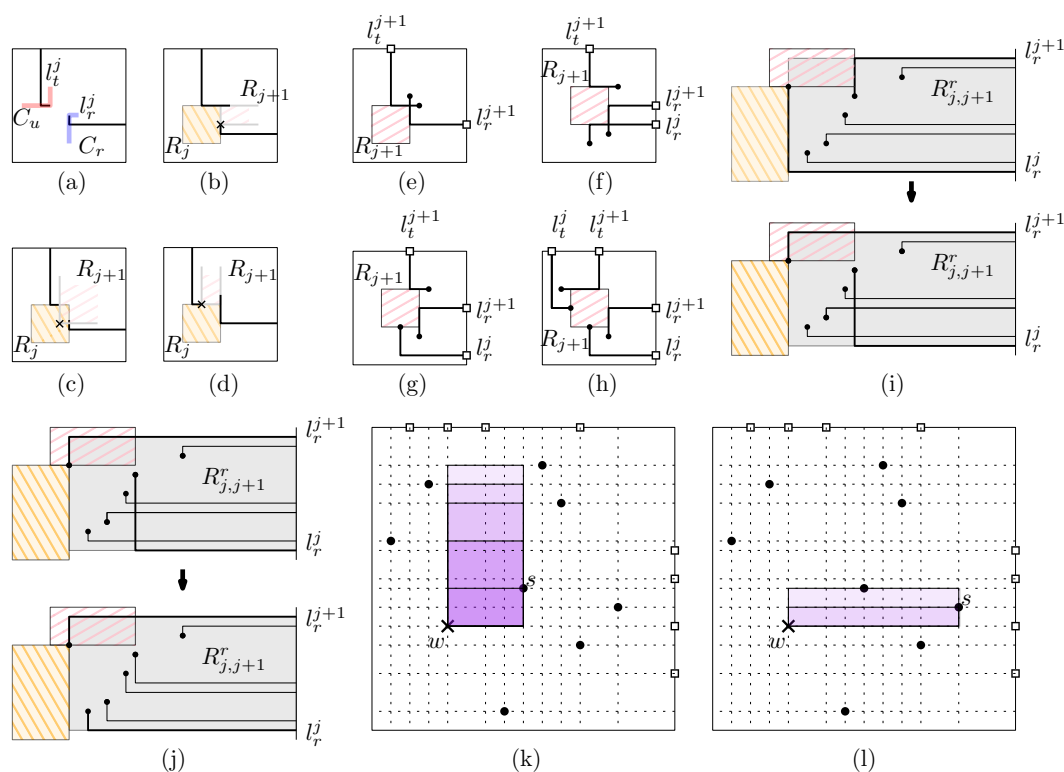 l_t^j
C_u
l_r^j
C_r
(a)
R_{j+1}
R_j
(b)
l_t^{j+1}
l_r^{j+1}
R_{j+1}
(e)
l_t^{j+1}
R_{j+1}
l_r^{j+1}
l_r^j
(f)
R_{j+1}
R_j
(c)
R_{j+1}
R_j
(d)
l_t^{j+1}
R_{j+1}
l_r^{j+1}
l_r^j
(g)
l_t^j l_t^{j+1}
R_{j+1}
l_r^{j+1}
l_r^j
(h)
l_r^{j+1}
R_{j,j+1}^r
l_r^j
l_r^{j+1}
R_{j,j+1}^r
l_r^j
(i)
l_r^{j+1}
R_{j,j+1}^r
l_r^j
l_r^{j+1}
R_{j,j+1}^r
l_r^j
(j)
s
w
(k)
s
w
(l)